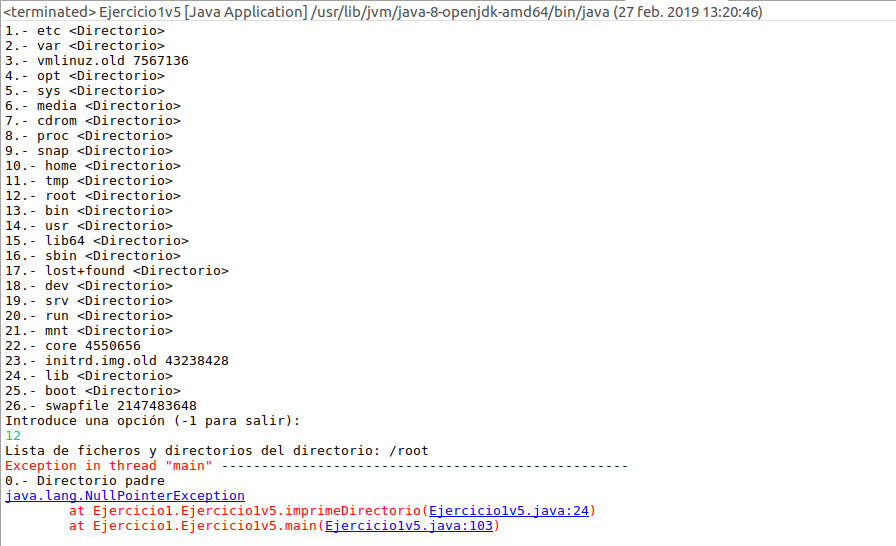 <terminated> Ejercicio1v5 [Java Application] /usr/lib/jvm/java-8-openjdk-amd64/bin/java (27 feb. 2019 13:20:46)
1.- etc <Directorio>
2.- var <Directorio>
3.- vmlinuz.old 7567136
4.- opt <Directorio>
5.- sys <Directorio>
6.- media <Directorio>
7.- cdrom <Directorio>
8.- proc <Directorio>
9.- snap <Directorio>
10.- home <Directorio>
11.- tmp <Directorio>
12.- root <Directorio>
13.- bin <Directorio>
14.- usr <Directorio>
15.- lib64 <Directorio>
16.- sbin <Directorio>
17.- lost+found <Directorio>
18.- dev <Directorio>
19.- srv <Directorio>
20.- run <Directorio>
21.- mnt <Directorio>
22.- core 4550656
23.- initrd.img.old 43238428
24.- lib <Directorio>
25.- boot <Directorio>
26.- swapfile 2147483648
Introduce una opción (-1 para salir):
12
Lista de ficheros y directorios del directorio: /root
Exception in thread "main" ---------------------------------------------------
0.- Directorio padre
java.lang.NullPointerException
at Ejercicio1.Ejercicio1v5.imprimeDirectorio(Ejercicio1v5.java:24)
at Ejercicio1.Ejercicio1v5.main(Ejercicio1v5.java:103)